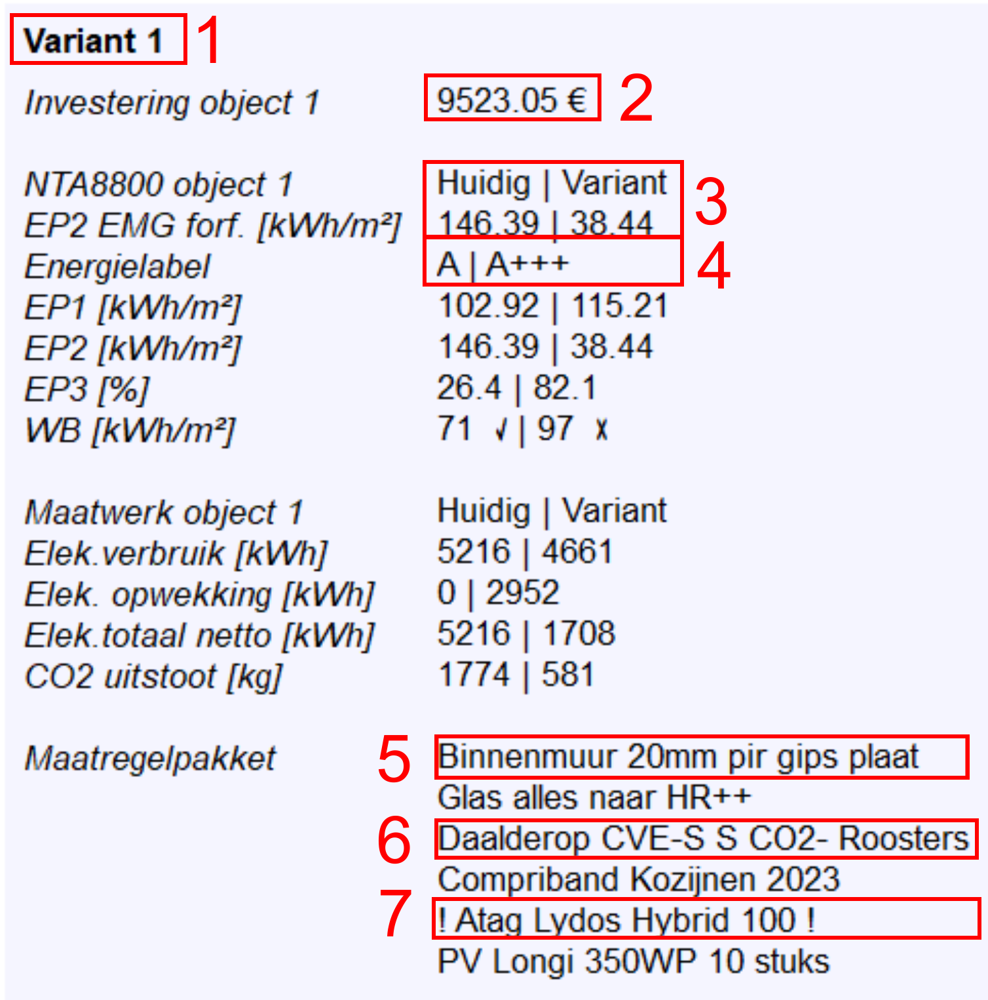 Variant 1 1
Investering object 1 9523.05 € 2
NTA8800 object 1 Huidig | Variant 3
EP2 EMG forf. [kWh/m²] 146.39 | 38.44
Energielabel A | A+++ 4
EP1 [kWh/m²] 102.92 | 115.21
EP2 [kWh/m²] 146.39 | 38.44
EP3 [%] 26.4 | 82.1
WB [kWh/m²] 71 ✓ | 97 ✗
Maatwerk object 1 Huidig | Variant
Elek.verbruik [kWh] 5216 | 4661
Elek. opwekking [kWh] 0 | 2952
Elek.totaal netto [kWh] 5216 | 1708
CO2 uitstoot [kg] 1774 | 581
Maatregelpakket 5 Binnenmuur 20mm pir gips plaat
Glas alles naar HR++
6 Daalderop CVE-S S CO2- Roosters
Compriband Kozijnen 2023
7 ! Atag Lydos Hybrid 100 !
PV Longi 350WP 10 stuks